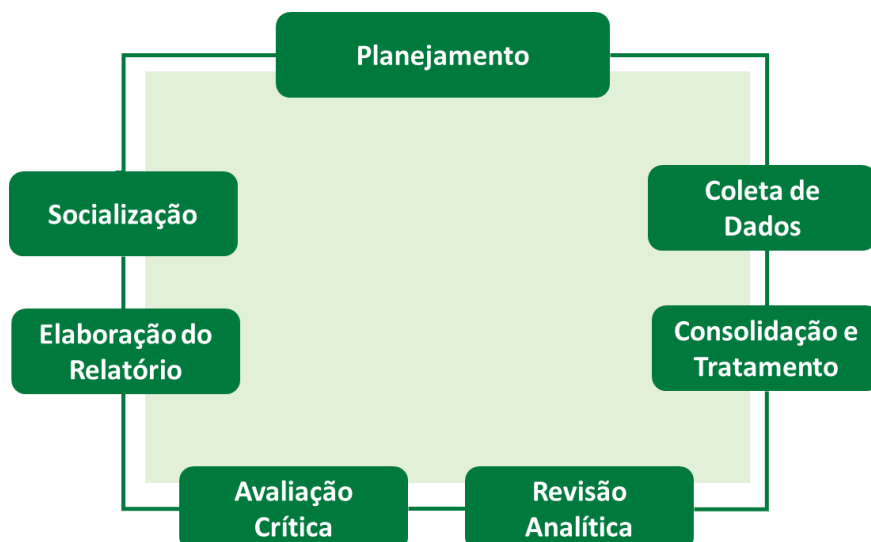 Planejamento
Socialização
Coleta de
Dados
Elaboração do
Relatório
Consolidação e
Tratamento
Avaliação
Crítica
Revisão
Analítica